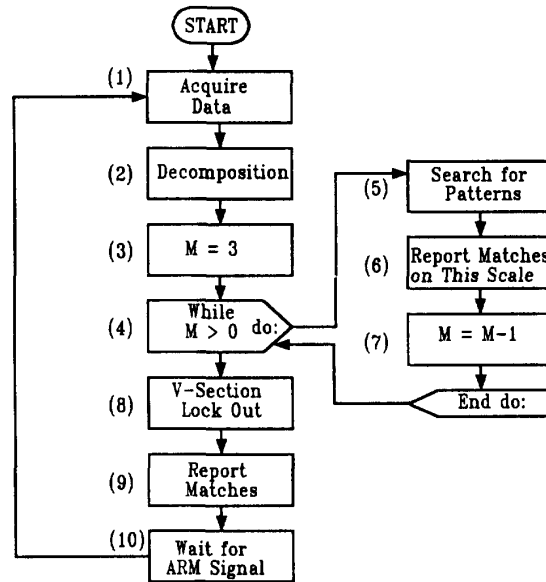 START
(1)
Acquire
Data
(2)
Decomposition
(3)
M = 3
(4)
While
M > 0 do:
(8)
V-Section
Lock Out
(9)
Report
Matches
(10)
Wait for
ARM Signal
(5)
Search for
Patterns
(6)
Report Matches
on This Scale
(7)
M = M-1
End do: